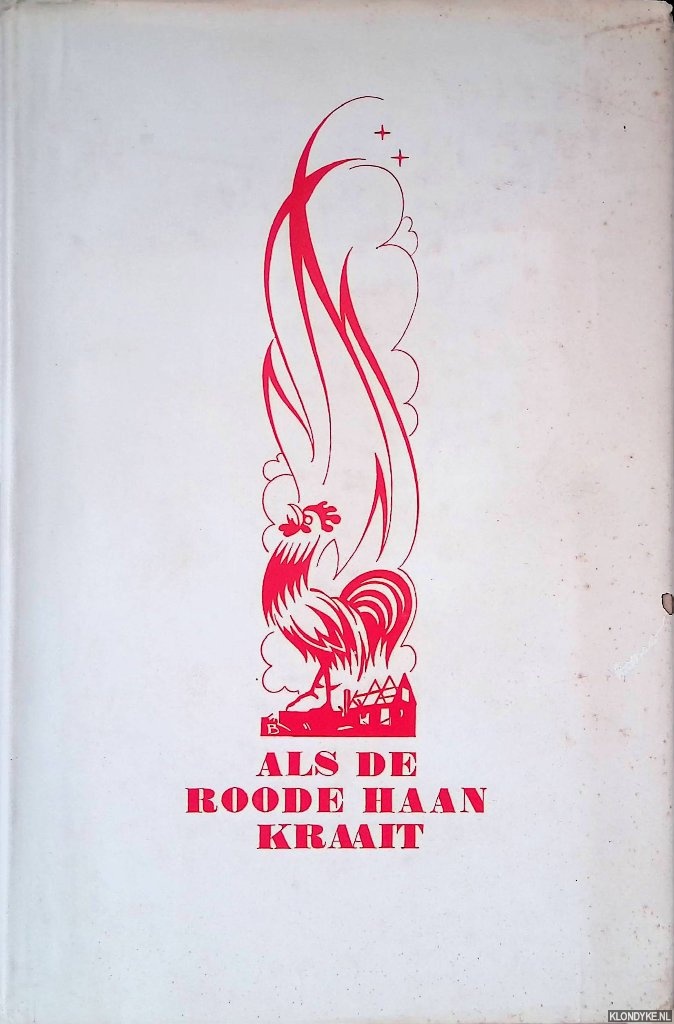 B
ALS DE
ROODE HAAN
KRAAIT
KLONDYKE.NL